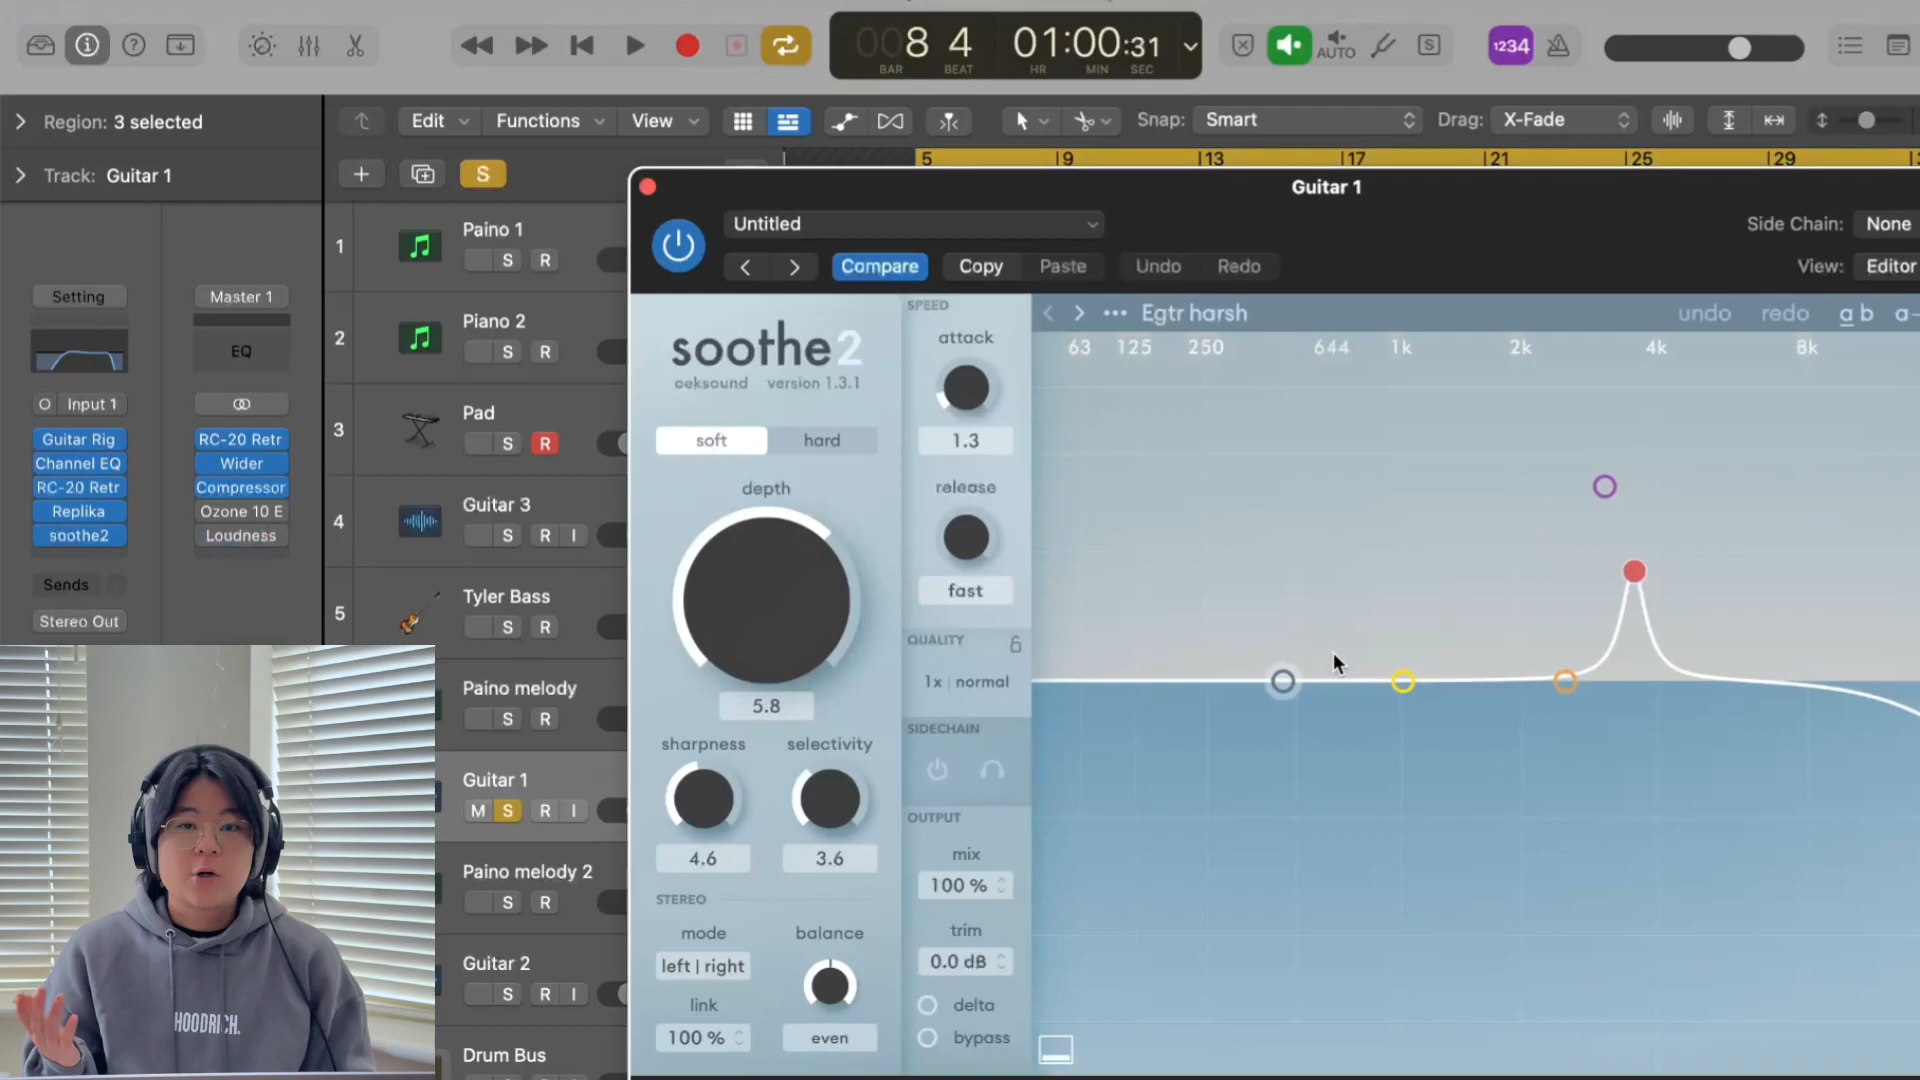 1234
8 4 01:00:31
BAR BEAT HR MIN SEC
AUTO
S
Region: 3 selected
Edit Functions View
Snap: Smart
Drag: X-Fade
Track: Guitar 1
S
5 9 13 17 21 25 29
Guitar 1
Untitled
Side Chain: None
Compare Copy Paste Undo Redo
View: Editor
Setting
Master 1
EQ
Input 1
Guitar Rig
Channel EQ
RC-20 Retr
Replika
soothe2
Sends
Stereo Out
RC-20 Retr
Wider
Compressor
Ozone 10 E
Loudness
1 Paino 1
S R
2 Piano 2
S R
3 Pad
S R
4 Guitar 3
S R I
5 Tyler Bass
S R
Paino melody
S R
Guitar 1
M S R I
Paino melody 2
S R
Guitar 2
S R I
Drum Bus
soothe2
oeksound version 1.3.1
soft hard
depth
5.8
sharpness selectivity
4.6 3.6
STEREO
mode balance
left | right
link
100 % even
SPEED
attack
1.3
release
fast
QUALITY
1x | normal
SIDECHAIN
OUTPUT
mix
100 %
trim
0.0 dB
delta
bypass
Egtr harsh
undo redo a b a
63 125 250 644 1k 2k 4k 8k
HOODRICH.